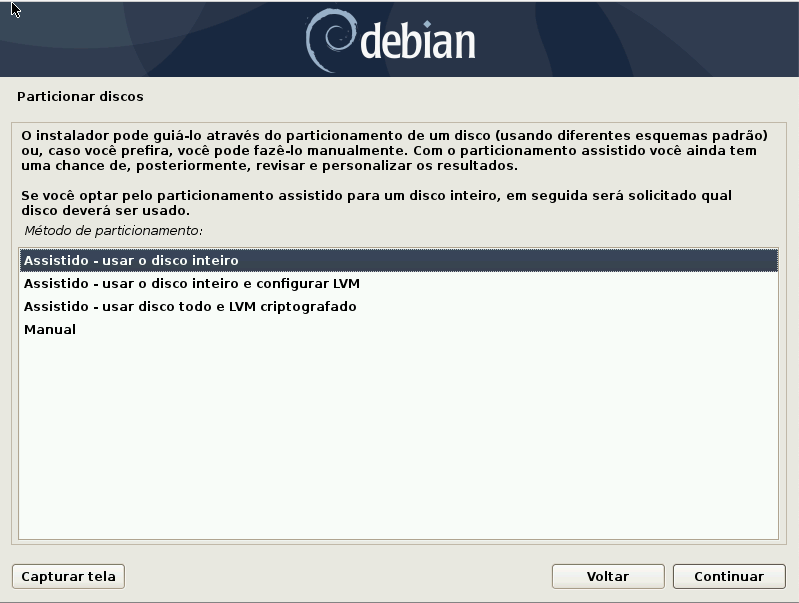 debian
Particionar discos
O instalador pode guiá-lo através do particionamento de um disco (usando diferentes esquemas padrão)
ou, caso você prefira, você pode fazê-lo manualmente. Com o particionamento assistido você ainda tem
uma chance de, posteriormente, revisar e personalizar os resultados.
Se você optar pelo particionamento assistido para um disco inteiro, em seguida será solicitado qual
disco deverá ser usado.
Método de particionamento:
Assistido - usar o disco inteiro
Assistido - usar o disco inteiro e configurar LVM
Assistido - usar disco todo e LVM criptografado
Manual
Capturar tela
Voltar
Continuar